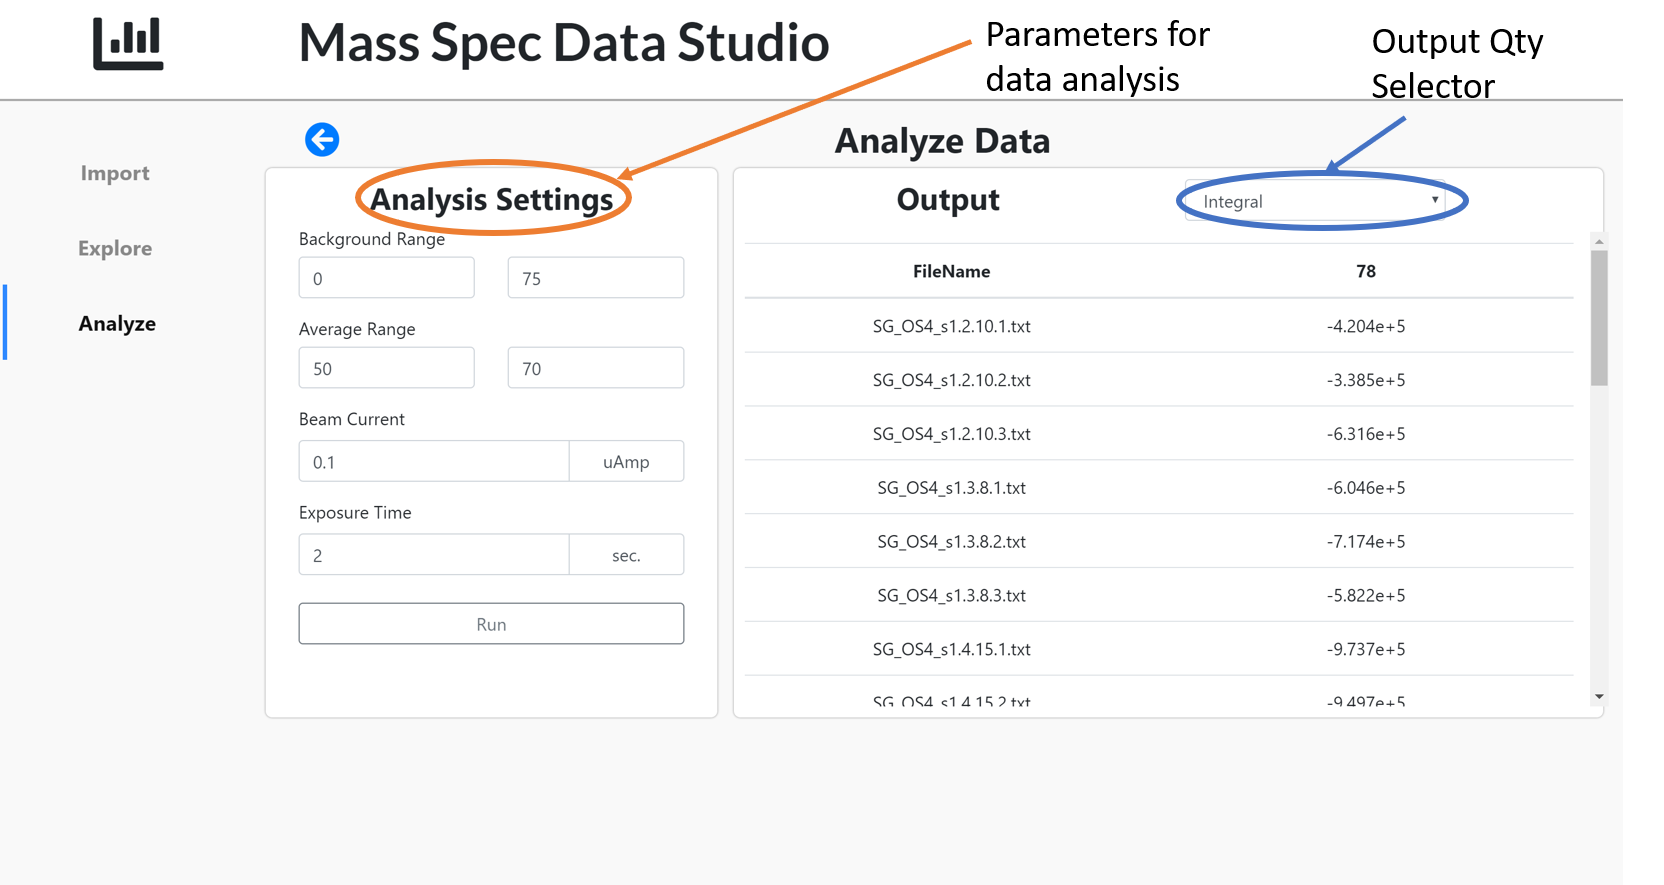 Mass Spec Data Studio
Parameters for
data analysis
Output Qty
Selector
Import
Explore
Analyze
Analyze Data
Analysis Settings
Background Range
0 75
Average Range
50 70
Beam Current
0.1 uAmp
Exposure Time
2 sec.
Run
Output Integral
FileName 78
SG_OS4_s1.2.10.1.txt -4.204e+5
SG_OS4_s1.2.10.2.txt -3.385e+5
SG_OS4_s1.2.10.3.txt -6.316e+5
SG_OS4_s1.3.8.1.txt -6.046e+5
SG_OS4_s1.3.8.2.txt -7.174e+5
SG_OS4_s1.3.8.3.txt -5.822e+5
SG_OS4_s1.4.15.1.txt -9.737e+5
SG_OS4_s1.4.15.2.txt -9.497e+5